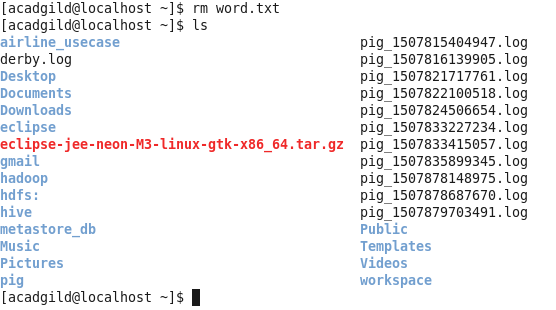 [acadgild@localhost ~]$ rm word.txt
[acadgild@localhost ~]$ ls
airline_usecase pig_1507815404947.log
derby.log pig_1507816139905.log
Desktop pig_1507821717761.log
Documents pig_1507822100518.log
Downloads pig_1507824506654.log
eclipse pig_1507833227234.log
eclipse-jee-neon-M3-linux-gtk-x86_64.tar.gz pig_1507833415057.log
gmail pig_1507835899345.log
hadoop pig_1507878148975.log
hdfs: pig_1507878687670.log
hive pig_1507879703491.log
metastore_db Public
Music Templates
Pictures Videos
pig workspace
[acadgild@localhost ~]$